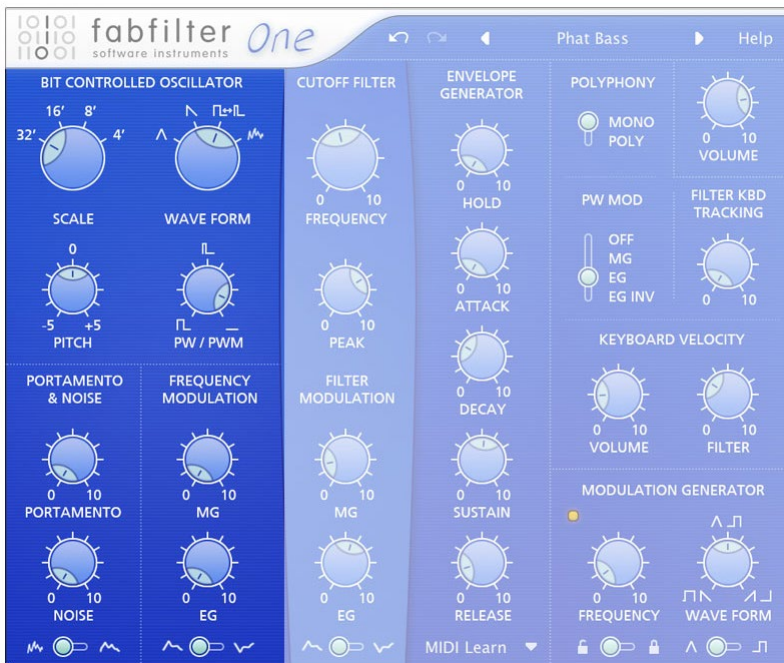 fabfilter One
software instruments
Phat Bass
Help
BIT CONTROLLED OSCILLATOR
32' 16' 8' 4'
SCALE
WAVE FORM
0
-5 +5
PITCH
PW / PWM
PORTAMENTO
& NOISE
0 10
PORTAMENTO
0 10
NOISE
FREQUENCY
MODULATION
0 10
MG
0 10
EG
CUTOFF FILTER
0 10
FREQUENCY
0 10
PEAK
FILTER
MODULATION
0 10
MG
0 10
EG
ENVELOPE
GENERATOR
0 10
HOLD
0 10
ATTACK
0 10
DECAY
0 10
SUSTAIN
0 10
RELEASE
MIDI Learn
POLYPHONY
MONO
POLY
0 10
VOLUME
PW MOD
OFF
MG
EG
EG INV
FILTER KBD
TRACKING
0 10
KEYBOARD VELOCITY
0 10
VOLUME
0 10
FILTER
MODULATION GENERATOR
0 10
FREQUENCY
WAVE FORM